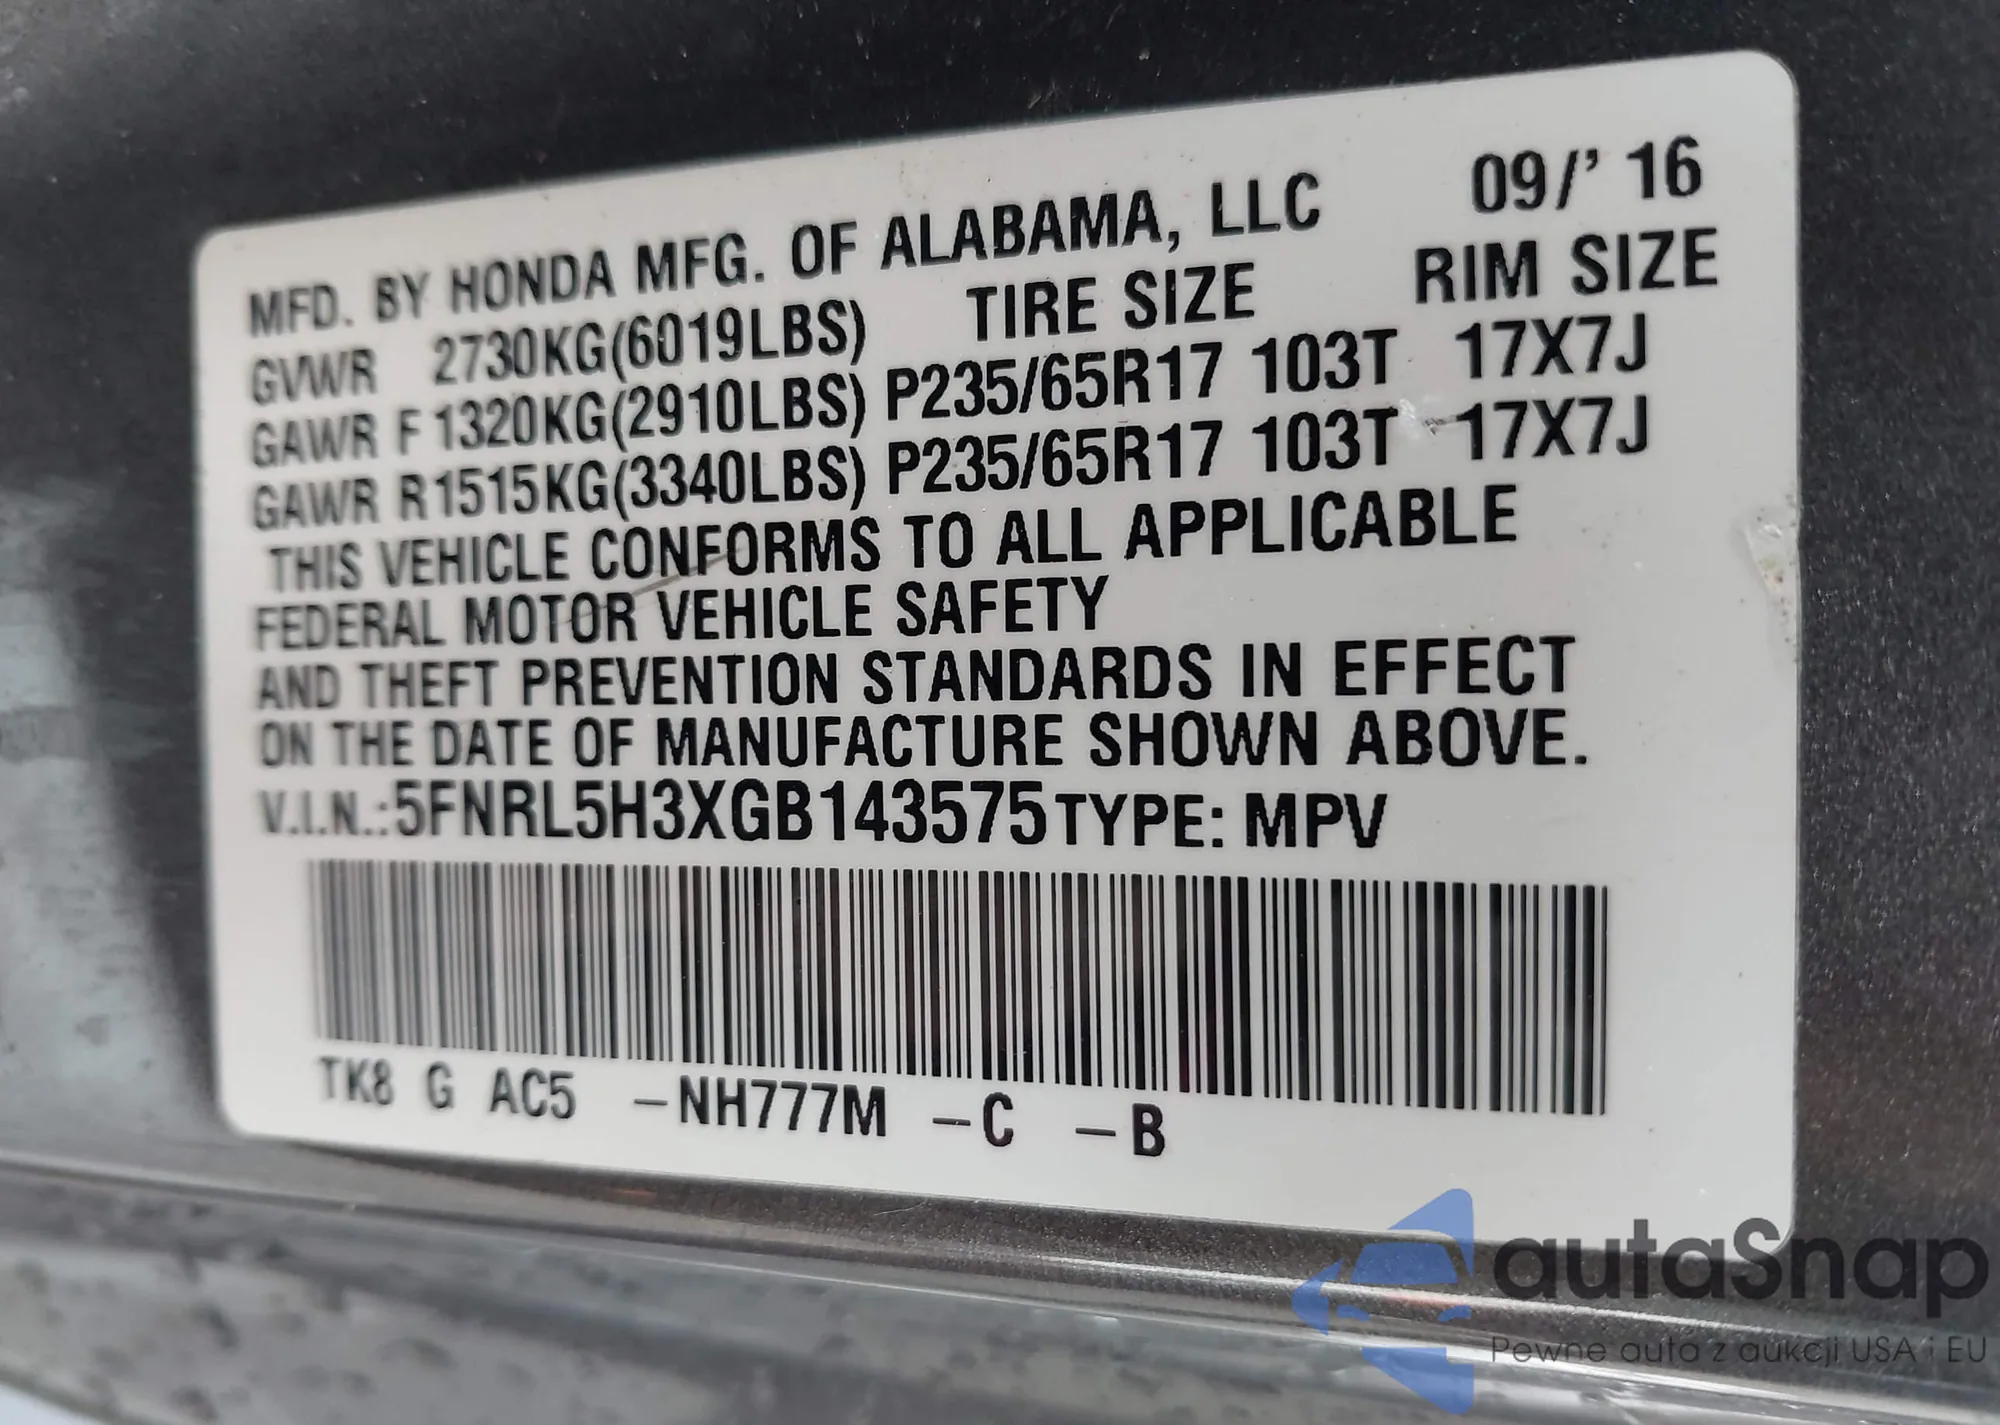 MFD. BY HONDA MFG. OF ALABAMA, LLC 09/' 16
GVWR 2730KG(6019LBS) TIRE SIZE RIM SIZE
GAWR F 1320KG(2910LBS) P235/65R17 103T 17X7J
GAWR R1515KG(3340LBS) P235/65R17 103T 17X7J
THIS VEHICLE CONFORMS TO ALL APPLICABLE
FEDERAL MOTOR VEHICLE SAFETY
AND THEFT PREVENTION STANDARDS IN EFFECT
ON THE DATE OF MANUFACTURE SHOWN ABOVE.
V.I.N.:5FNRL5H3XGB143575 TYPE: MPV
TK8 G AC5 –NH777M –C –B
autaSnap
Pewne auta z aukcji USA i EU